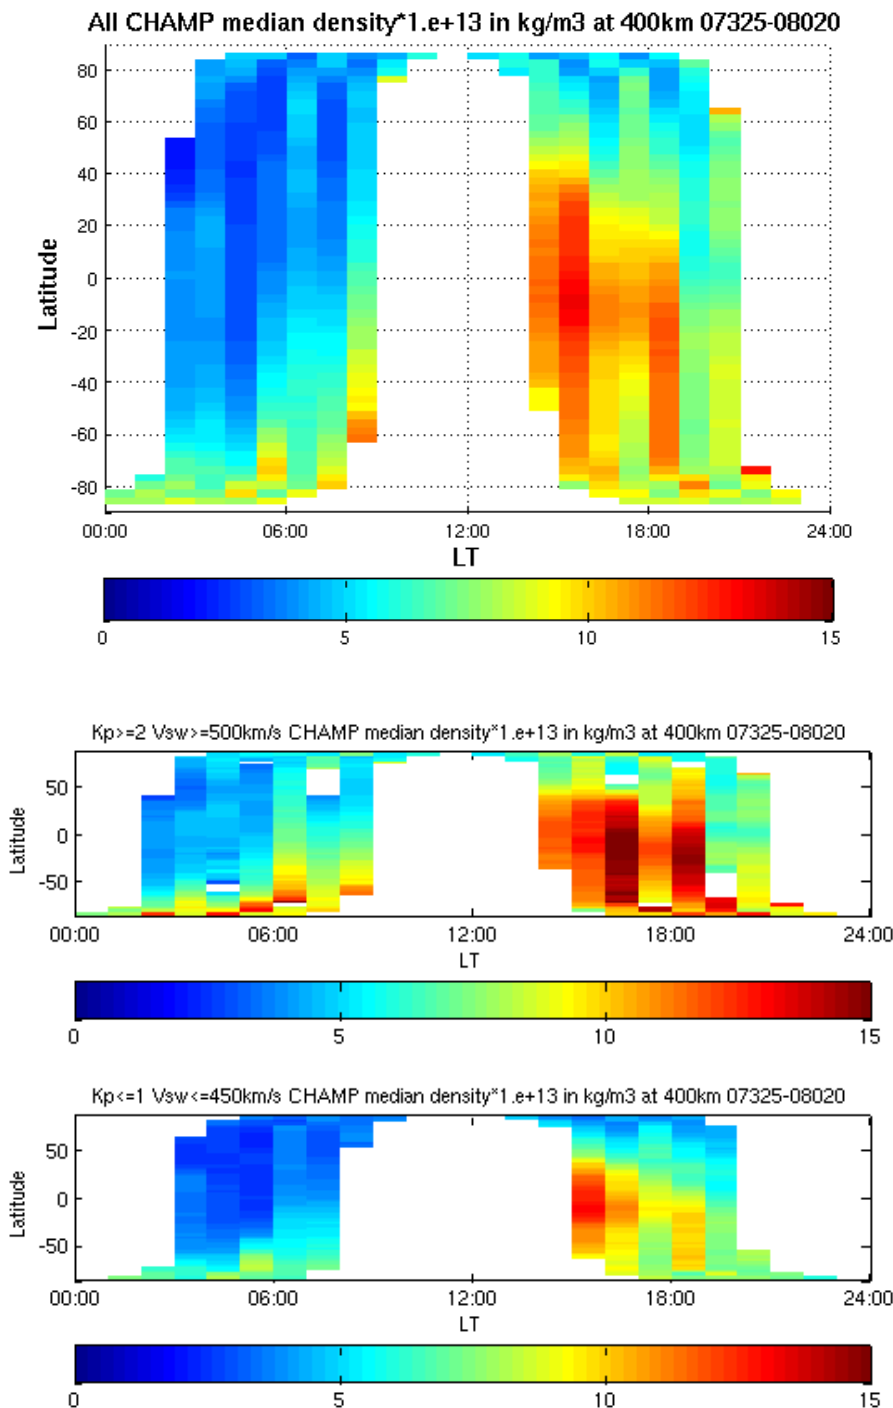 All CHAMP median density*1.e+13 in kg/m3 at 400km 07325-08020
80
60
40
20
0
-20
-40
-60
-80
Latitude
00:00 06:00 12:00 18:00 24:00
LT
0 5 10 15
Kp>=2 Vsw>=500km/s CHAMP median density*1.e+13 in kg/m3 at 400km 07325-08020
50
0
-50
Latitude
00:00 06:00 12:00 18:00 24:00
LT
0 5 10 15
Kp<=1 Vsw<=450km/s CHAMP median density*1.e+13 in kg/m3 at 400km 07325-08020
50
0
-50
Latitude
00:00 06:00 12:00 18:00 24:00
LT
0 5 10 15